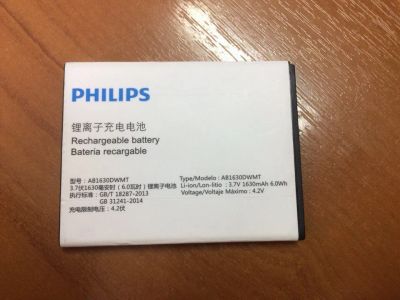 PHILIPS
锂离子充电电池
Rechargeable battery
Batería recargable
型号: AB1630DWMT
3.7伏1630毫安时 (6.0瓦时) 锂离子电池
执行标准: GB/T 18287-2013
GB 31241-2014
充电限制电压: 4.2伏
Type/Modelo : AB1630DWMT
Li-ion/Lon-litio : 3.7V 1630mAh 6.0Wh
Voltage/Voltaje Máximo : 4.2V